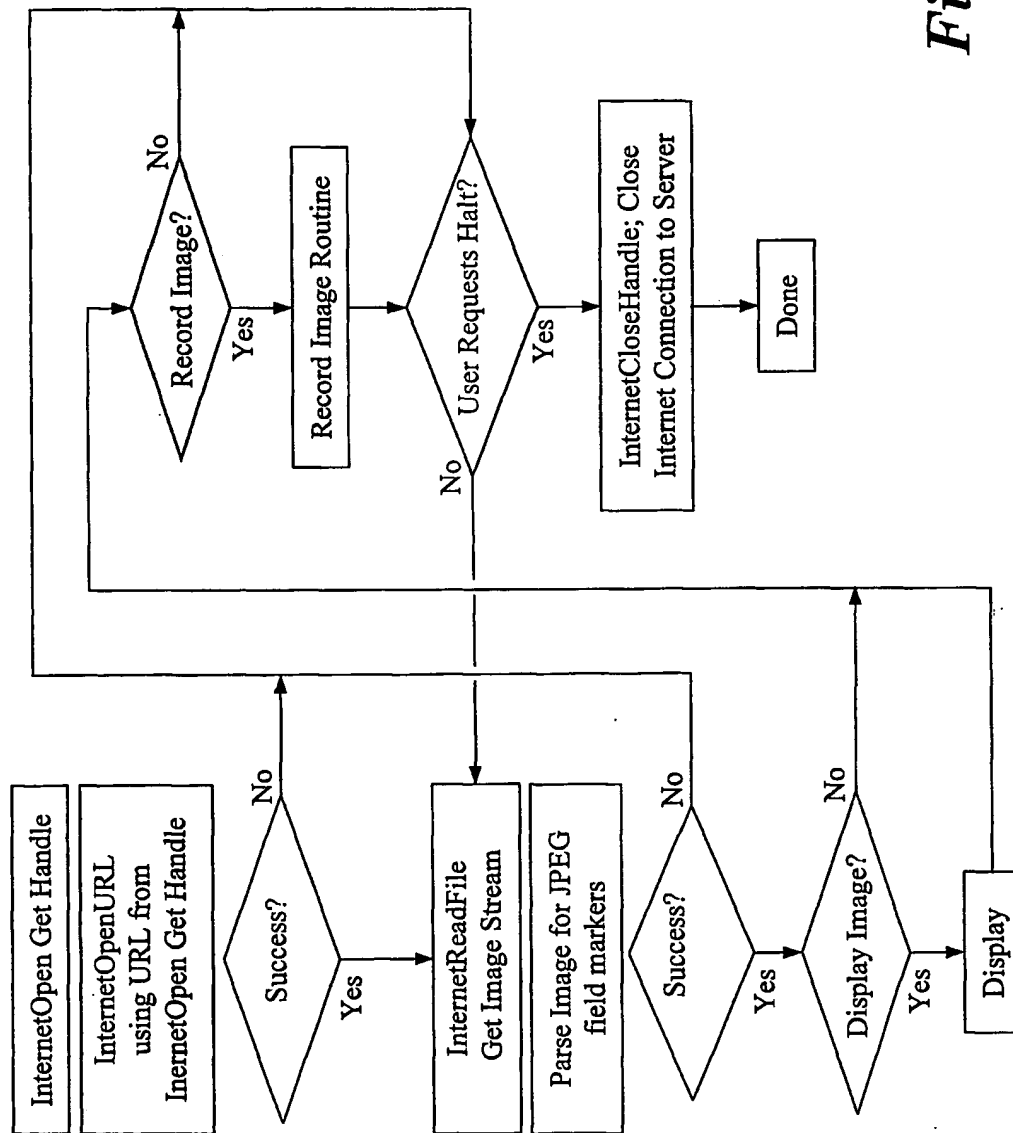 InternetOpen Get Handle
InternetOpenURL
using URL from
InernetOpen Get Handle
Success?
No
Yes
InternetReadFile
Get Image Stream
Parse Image for JPEG
field markers
Success?
No
Yes
Display Image?
No
Yes
Display
Record Image?
No
Yes
Record Image Routine
User Requests Halt?
No
Yes
InternetCloseHandle; Close
Internet Connection to Server
Done
Fi